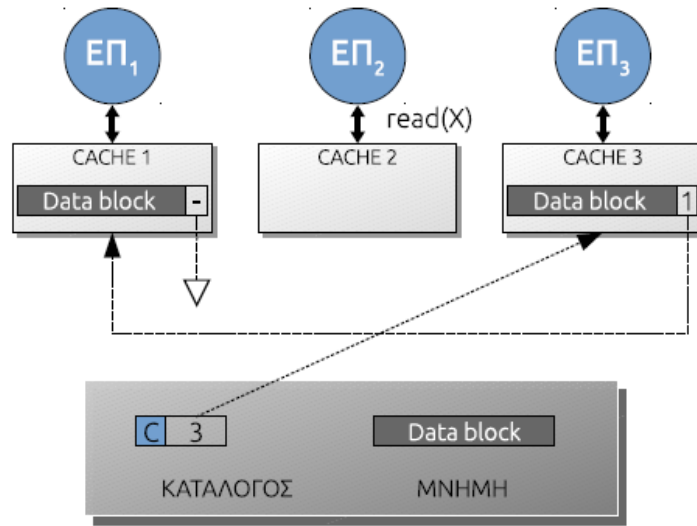 ΕΠ1 ΕΠ2 ΕΠ3
read(X)
CACHE 1 CACHE 2 CACHE 3
Data block - Data block 1
C 3 Data block
ΚΑΤΑΛΟΓΟΣ ΜΝΗΜΗ